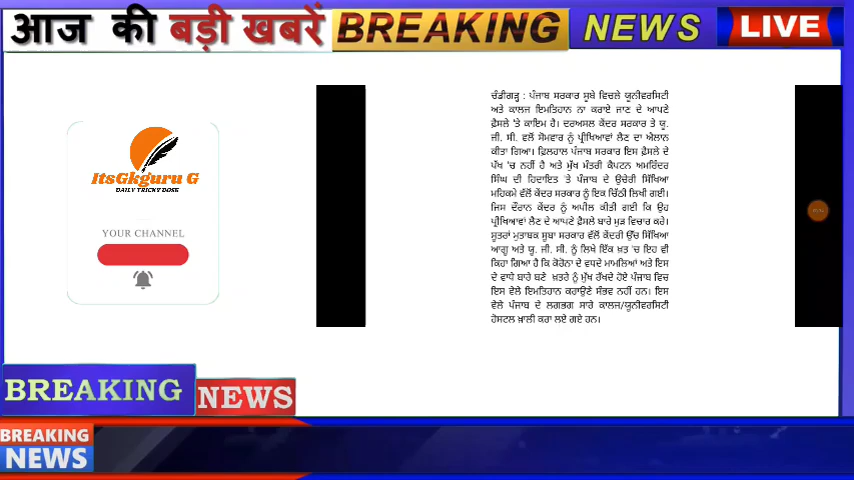 आज की बड़ी खबरें BREAKING NEWS LIVE
ItsGkguru G
DAILY TRICKY DOSE
YOUR CHANNEL
ਚੰਡੀਗੜ੍ਹ : ਪੰਜਾਬ ਸਰਕਾਰ ਸੂਬੇ ਵਿਚਲੇ ਯੂਨੀਵਰਸਿਟੀ
ਅਤੇ ਕਾਲਜ ਇਮਤਿਹਾਨ ਨਾ ਕਰਾਏ ਜਾਣ ਦੇ ਆਪਣੇ
ਫ਼ੈਸਲੇ 'ਤੇ ਕਾਇਮ ਹੈ। ਦਰਅਸਲ ਕੇਂਦਰ ਸਰਕਾਰ ਤੇ ਯੂ.
ਜੀ. ਸੀ. ਵਲੋਂ ਸੋਮਵਾਰ ਨੂੰ ਪ੍ਰੀਖਿਆਵਾਂ ਲੈਣ ਦਾ ਐਲਾਨ
ਕੀਤਾ ਗਿਆ। ਫ਼ਿਲਹਾਲ ਪੰਜਾਬ ਸਰਕਾਰ ਇਸ ਫ਼ੈਸਲੇ ਦੇ
ਪੱਖ 'ਚ ਨਹੀਂ ਹੈ ਅਤੇ ਮੁੱਖ ਮੰਤਰੀ ਕੈਪਟਨ ਅਮਰਿੰਦਰ
ਸਿੰਘ ਦੀ ਹਿਦਾਇਤ 'ਤੇ ਪੰਜਾਬ ਦੇ ਉਚੇਰੀ ਸਿੱਖਿਆ
ਮਹਿਕਮੇ ਵੱਲੋਂ ਕੇਂਦਰ ਸਰਕਾਰ ਨੂੰ ਇਕ ਚਿੱਠੀ ਲਿਖੀ ਗਈ।
ਜਿਸ ਦੌਰਾਨ ਕੇਂਦਰ ਨੂੰ ਅਪੀਲ ਕੀਤੀ ਗਈ ਕਿ ਉਹ
ਪ੍ਰੀਖਿਆਵਾਂ ਲੈਣ ਦੇ ਆਪਣੇ ਫ਼ੈਸਲੇ ਬਾਰੇ ਮੁੜ ਵਿਚਾਰ ਕਰੇ।
ਸੂਤਰਾਂ ਮੁਤਾਬਕ ਸੂਬਾ ਸਰਕਾਰ ਵੱਲੋਂ ਕੇਂਦਰੀ ਉੱਚ ਸਿੱਖਿਆ
ਆਗੂ ਅਤੇ ਯੂ. ਜੀ. ਸੀ. ਨੂੰ ਲਿਖੇ ਇੱਕ ਖ਼ਤ 'ਚ ਇਹ ਵੀ
ਕਿਹਾ ਗਿਆ ਹੈ ਕਿ ਕੋਰੋਨਾ ਦੇ ਵਧਦੇ ਮਾਮਲਿਆਂ ਅਤੇ ਇਸ
ਦੇ ਵਾਧੇ ਬਾਰੇ ਬਣੇ ਖ਼ਤਰੇ ਨੂੰ ਮੁੱਖ ਰੱਖਦੇ ਹੋਏ ਪੰਜਾਬ ਵਿਚ
ਇਸ ਵੇਲੇ ਇਮਤਿਹਾਨ ਕਰਾਉਣੇ ਸੰਭਵ ਨਹੀਂ ਹਨ। ਇਸ
ਵੇਲੇ ਪੰਜਾਬ ਦੇ ਲਗਭਗ ਸਾਰੇ ਕਾਲਜ/ਯੂਨੀਵਰਸਿਟੀ
ਹੋਸਟਲ ਖ਼ਾਲੀ ਕਰਾ ਲਏ ਗਏ ਹਨ।
BREAKING NEWS
BREAKING
NEWS